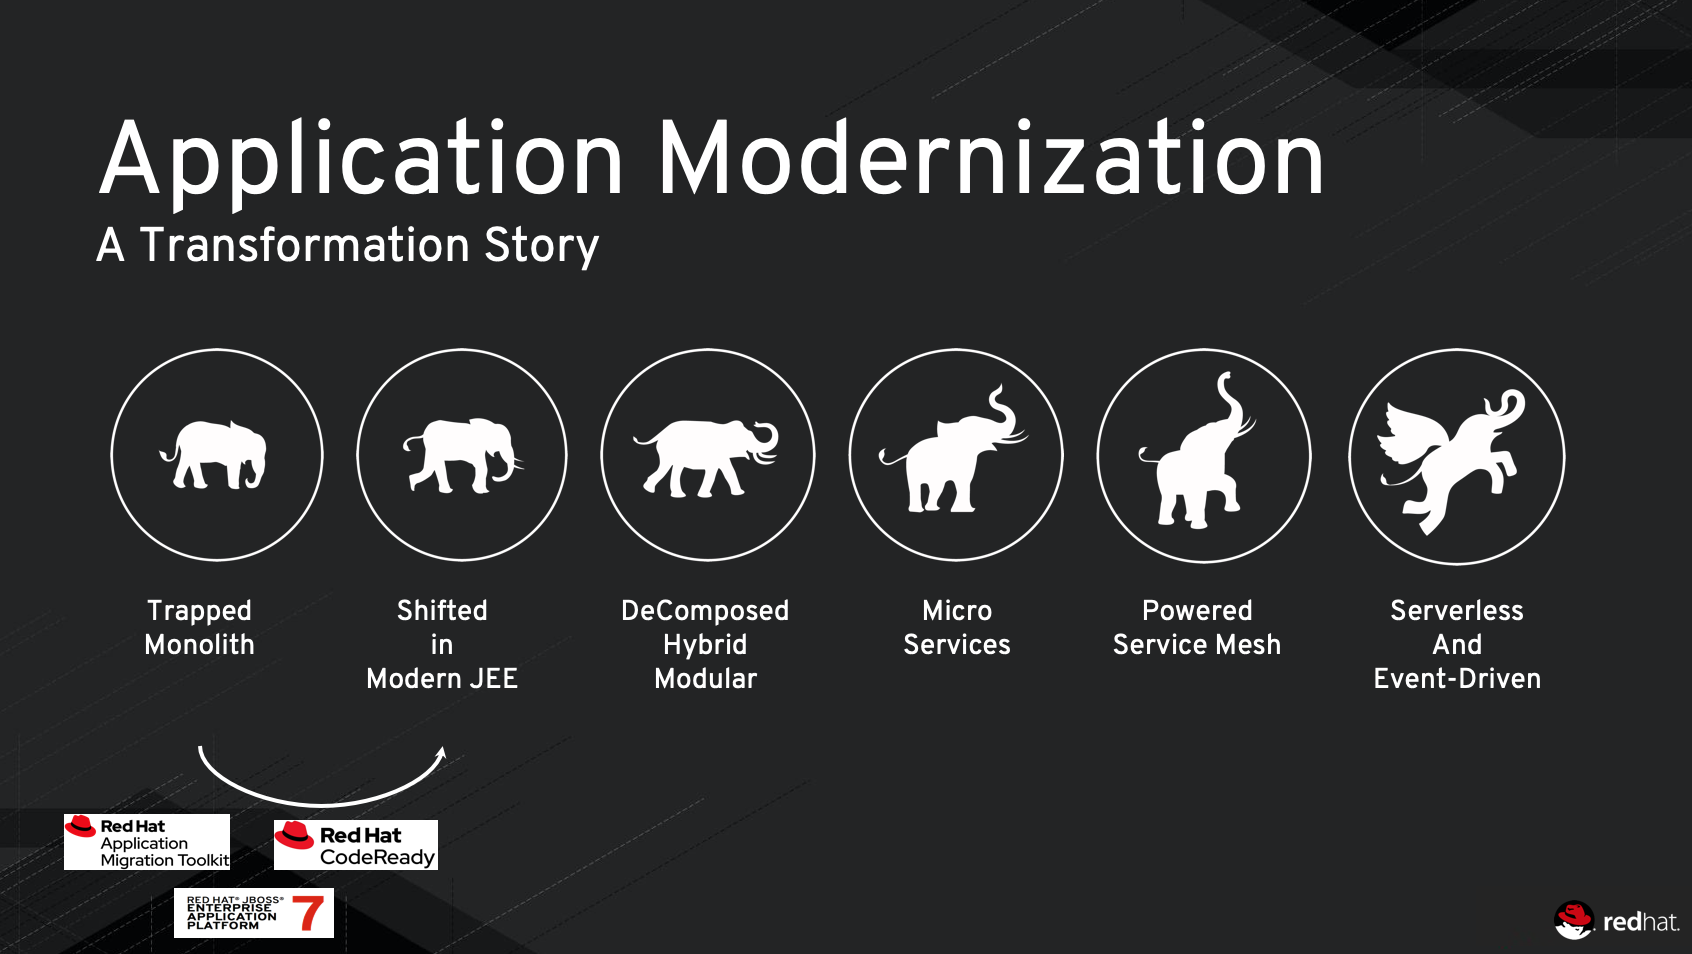 Application Modernization
A Transformation Story
Trapped
Monolith
Shifted
in
Modern JEE
DeComposed
Hybrid
Modular
Micro
Services
Powered
Service Mesh
Serverless
And
Event-Driven
Red Hat
Application
Migration Toolkit
Red Hat
CodeReady
RED HAT® JBOSS®
ENTERPRISE
APPLICATION
PLATFORM
7
redhat.